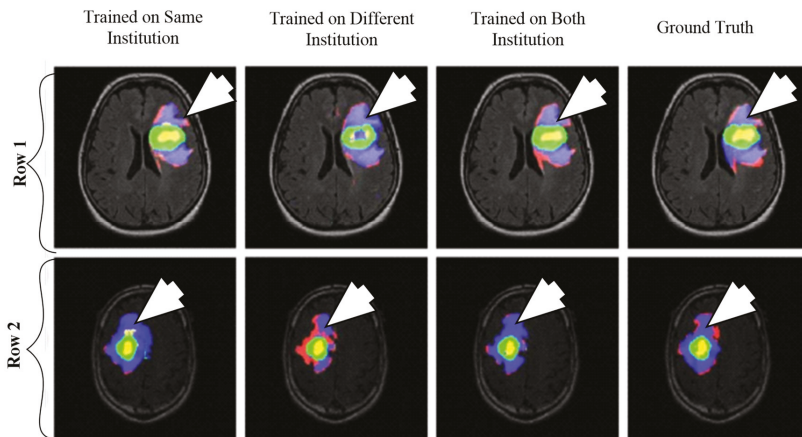 Trained on Same
Institution
Trained on Different
Institution
Trained on Both
Institution
Ground Truth
Row 1
Row 2